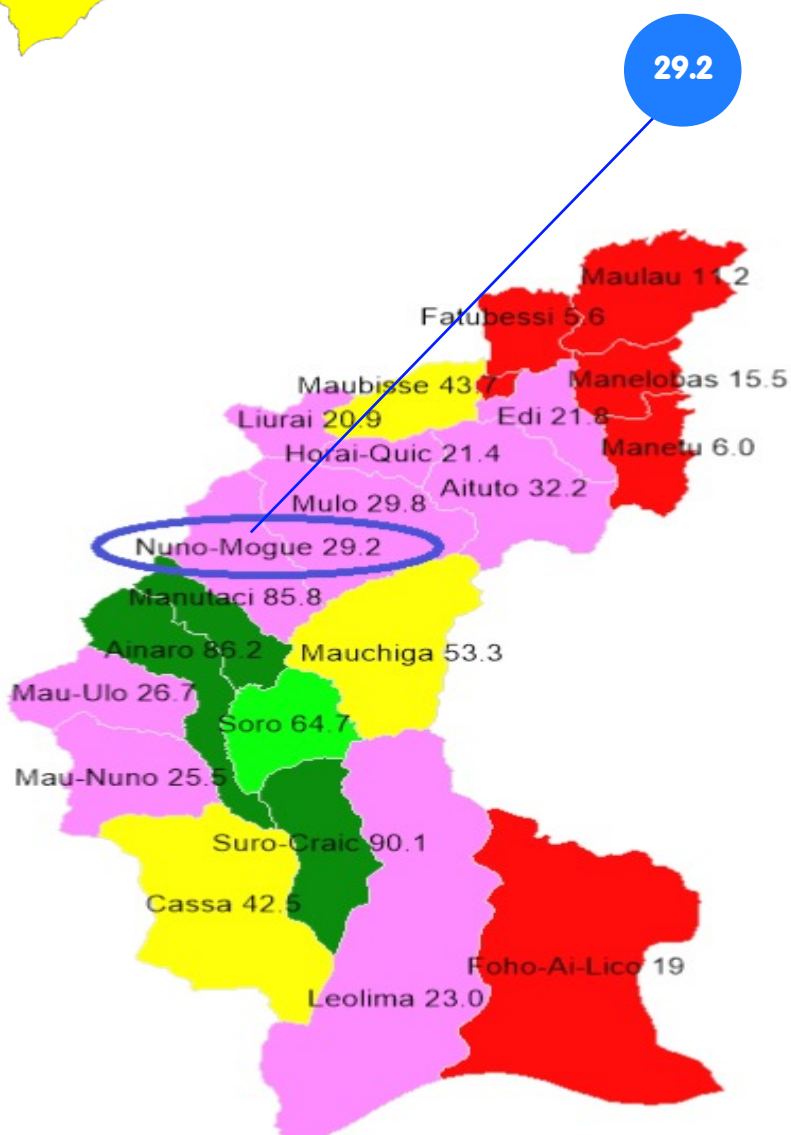 29.2
Maulau 11.2
Fatubessi 5.6
Manelobas 15.5
Maubisse 43.7
Edi 21.8
Liurai 20.9
Manetu 6.0
Horai-Quic 21.4
Aituto 32.2
Mulo 29.8
Nuno-Mogue 29.2
Manutaci 85.8
Ainaro 86.2
Mauchiga 53.3
Mau-Ulo 26.7
Soro 64.7
Mau-Nuno 25.5
Suro-Craic 90.1
Cassa 42.5
Foho-Ai-Lico 19
Leolima 23.0